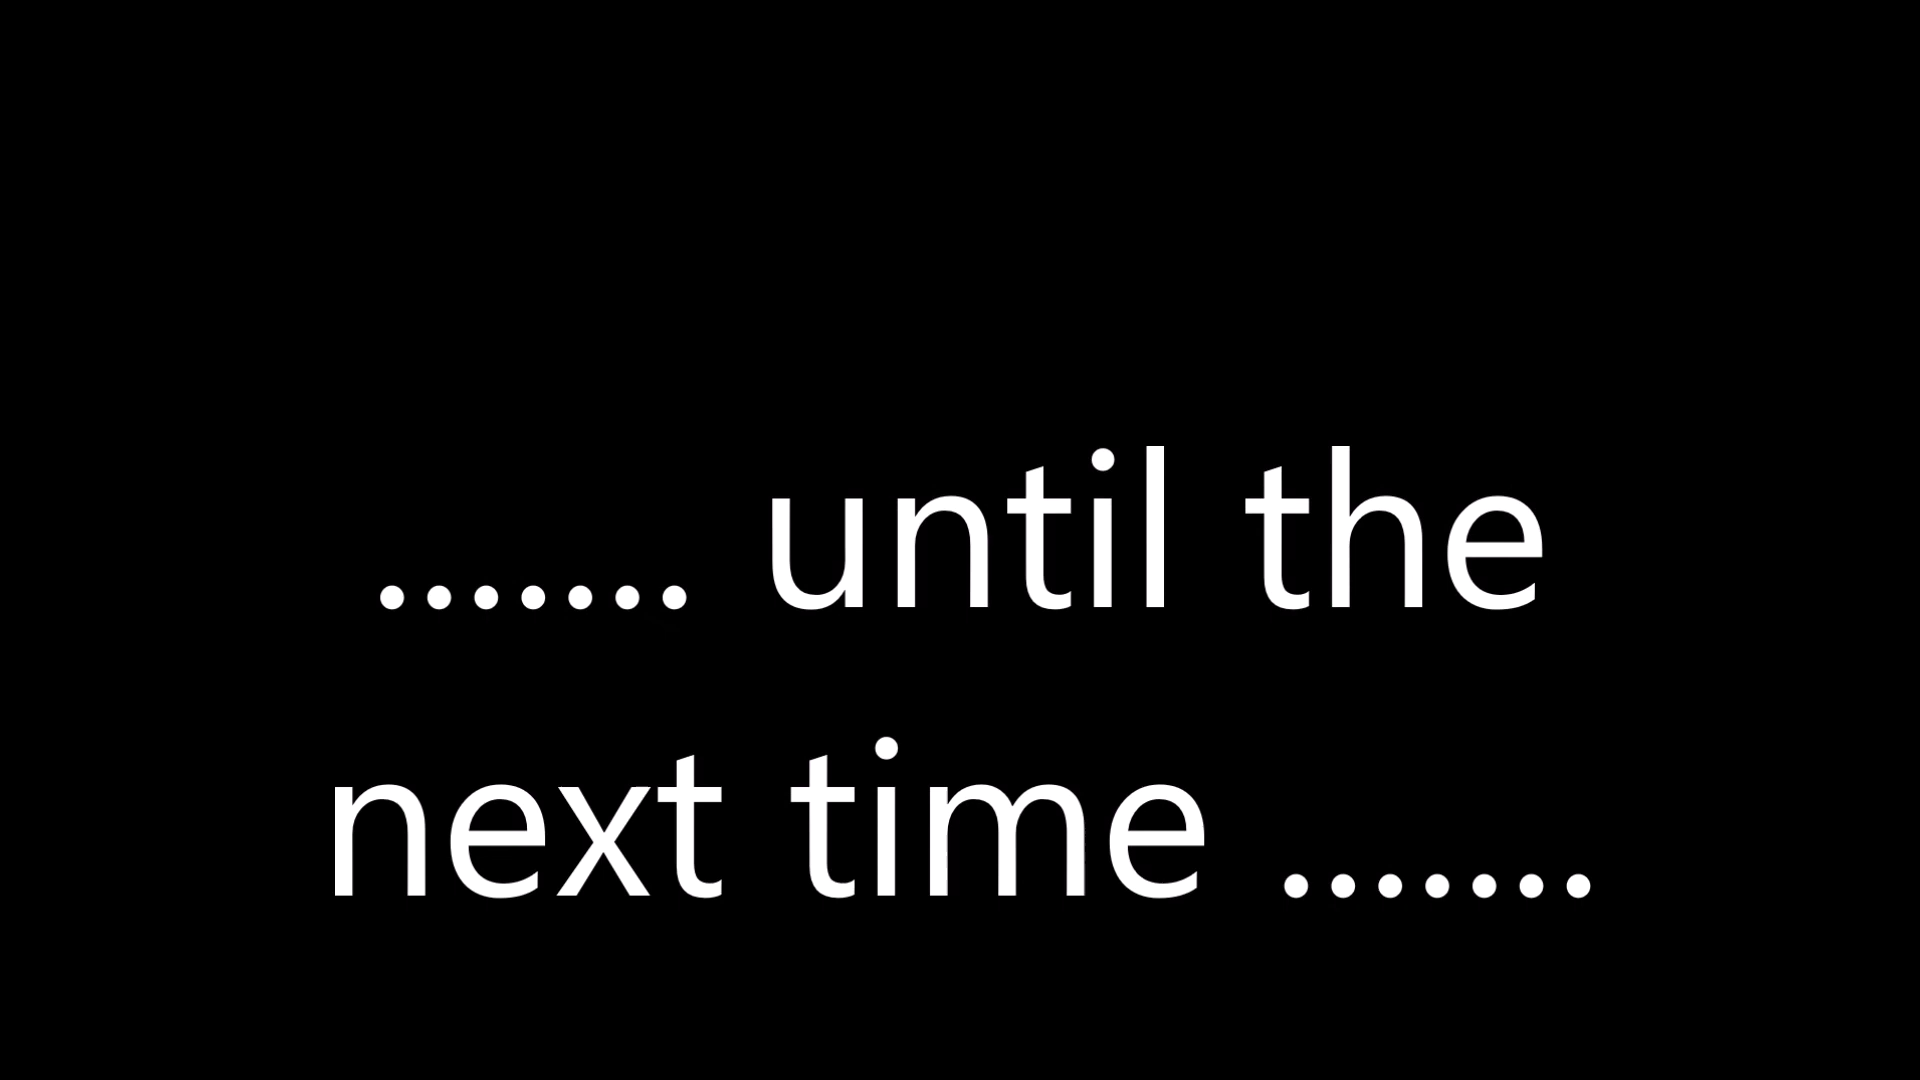 ....... until the
next time .......